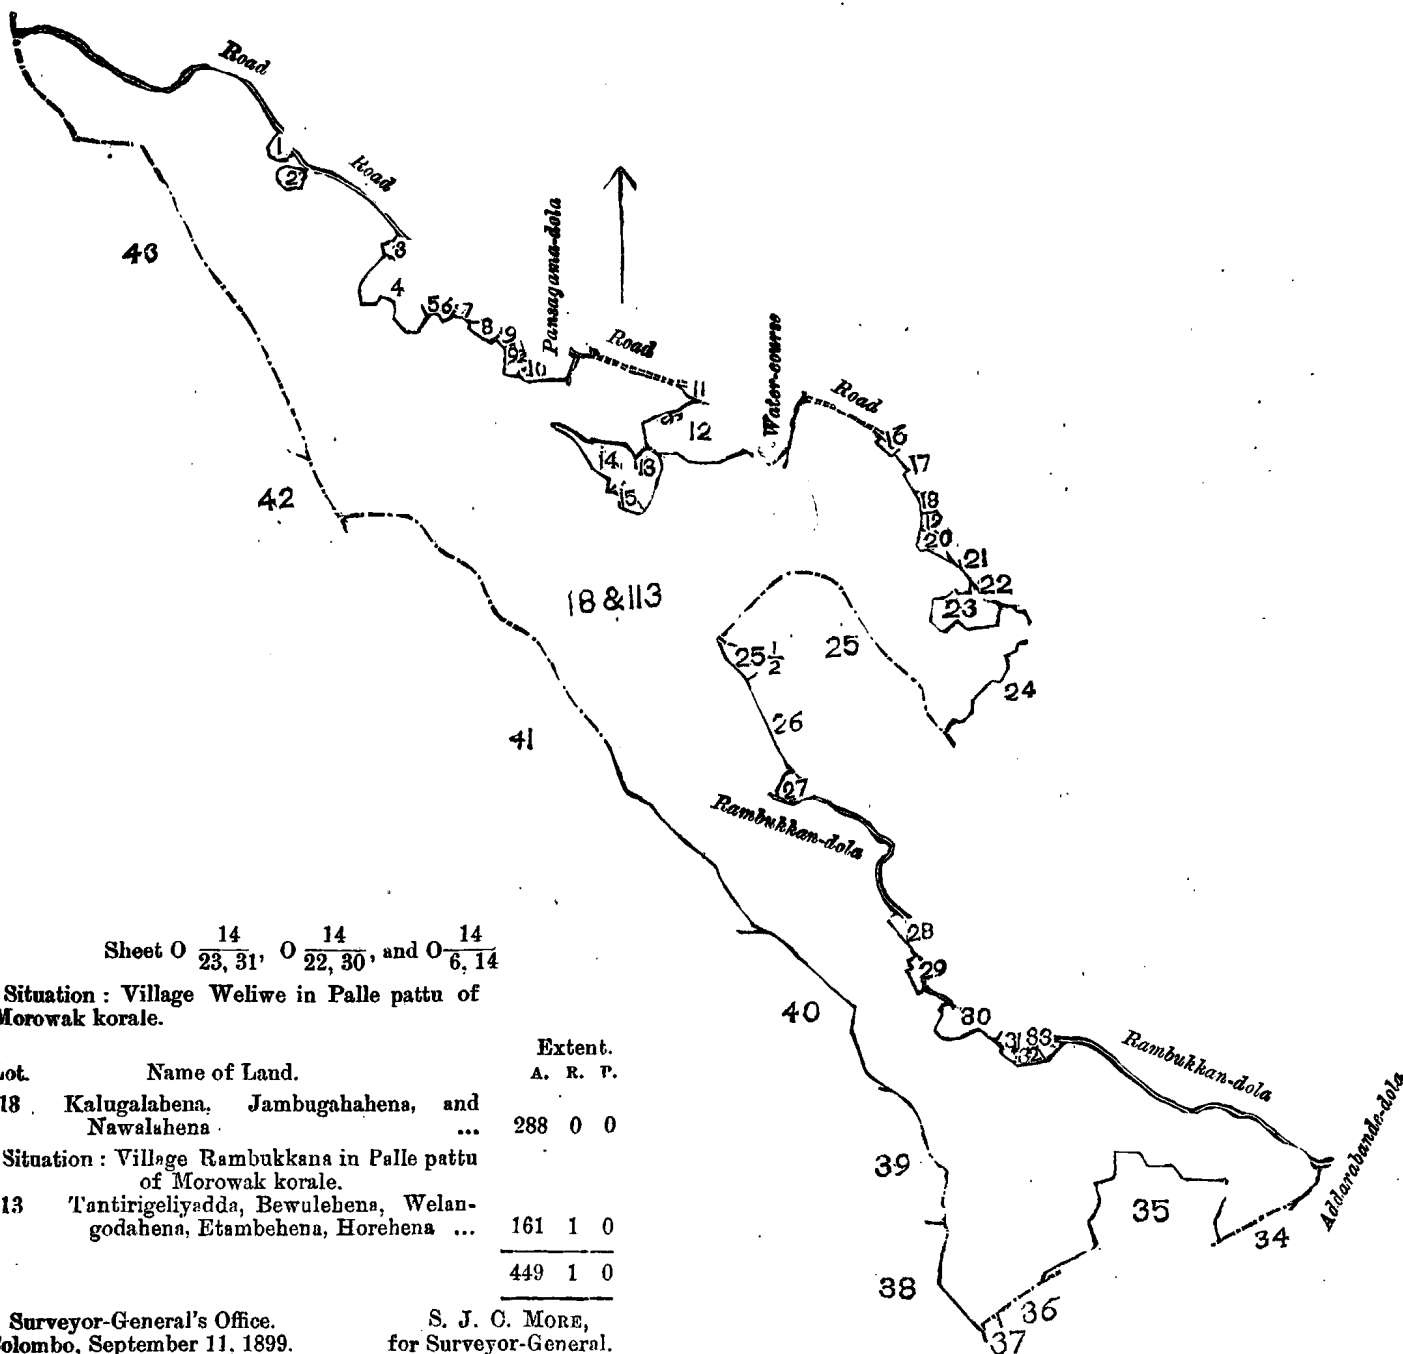 Road
1
2
Road
3
43
4
5 6 7
8 9
9½
10
Pansagama-dola
Road
11
12
Water-course
Road
16
17
14 13
15
18
19
20
42
21
22
23
18 & 113
25½
25
24
26
41
27
Rambukkan-dola
28
29
30
31 33
32
40
Rambukkan-dola
Addarabande-dola
39
35
34
38
36
37
Sheet O 14/23, 31, O 14/22, 30, and O 14/6, 14
Situation : Village Weliwe in Palle pattu of
Morowak korale.
Extent.
ot. Name of Land. A. R. P.
18 Kalugalahena, Jambugahahena, and
Nawalahena ... 288 0 0
Situation : Village Rambukkana in Palle pattu
of Morowak korale.
13 Tantirigeliyadda, Bewulehena, Welan-
godahena, Etambehena, Horehena ... 161 1 0
449 1 0
Surveyor-General's Office. S. J. C. MORE,
Colombo, September 11, 1899. for Surveyor-General.